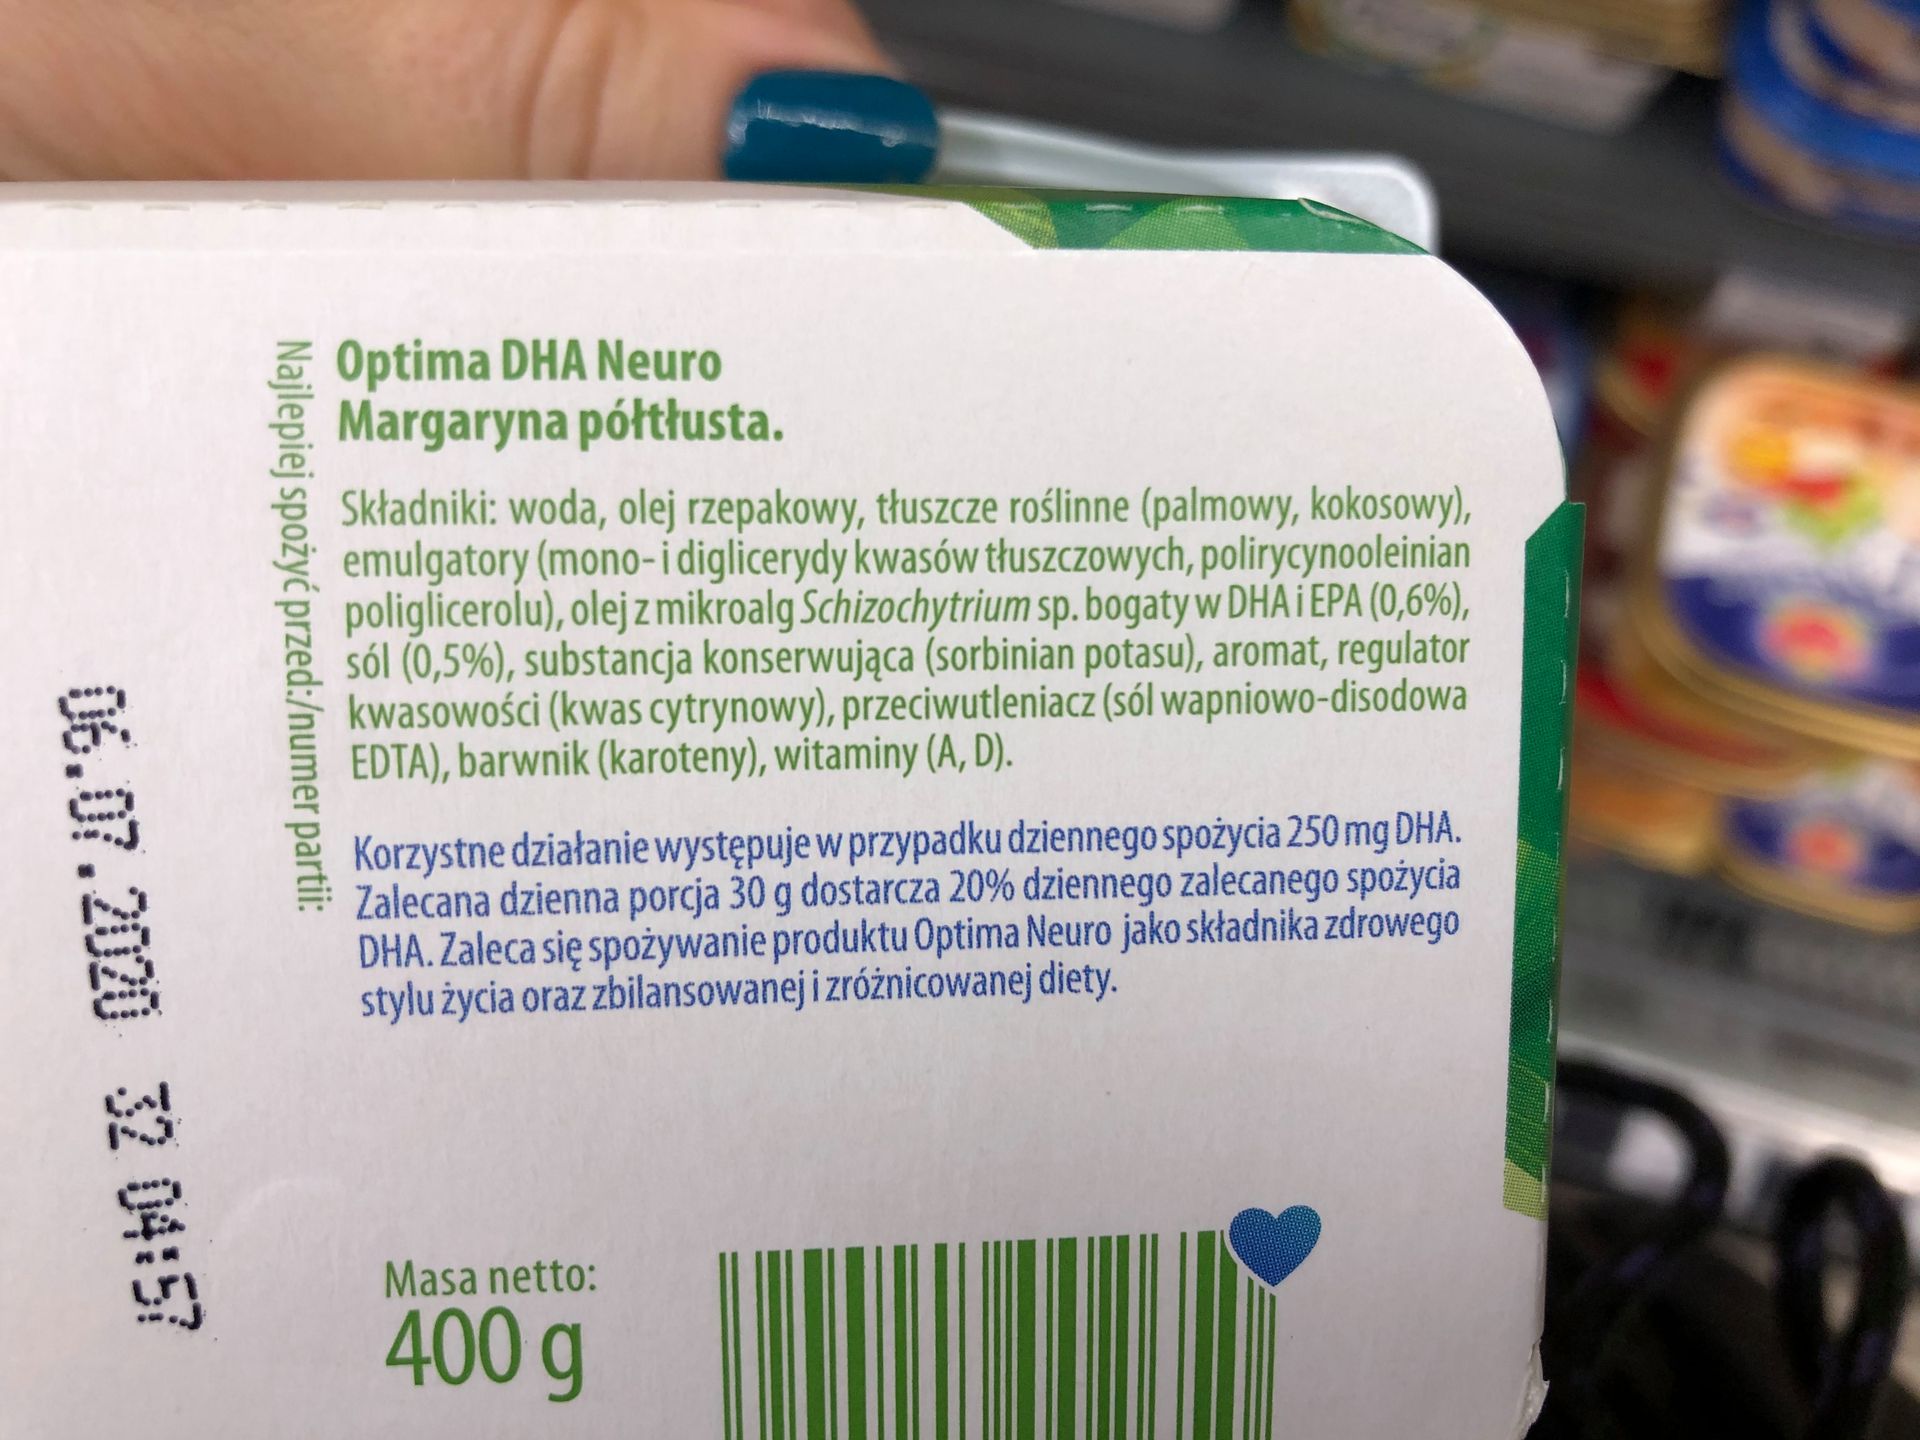 Optima DHA Neuro
Margaryna półtłusta.
Składniki: woda, olej rzepakowy, tłuszcze roślinne (palmowy, kokosowy),
emulgatory (mono- i diglicerydy kwasów tłuszczowych, polirycynooleinian
poliglicerolu), olej z mikroalg Schizochytrium sp. bogaty w DHA i EPA (0,6%),
sól (0,5%), substancja konserwująca (sorbinian potasu), aromat, regulator
kwasowości (kwas cytrynowy), przeciwutleniacz (sól wapniowo-disodowa
EDTA), barwnik (karoteny), witaminy (A, D).
Korzystne działanie występuje w przypadku dziennego spożycia 250 mg DHA.
Zalecana dzienna porcja 30 g dostarcza 20% dziennego zalecanego spożycia
DHA. Zaleca się spożywanie produktu Optima Neuro jako składnika zdrowego
stylu życia oraz zbilansowanej i zróżnicowanej diety.
Najlepiej spożyć przed:/numer partii:
06.07.2020 32 04:57
Masa netto:
400 g